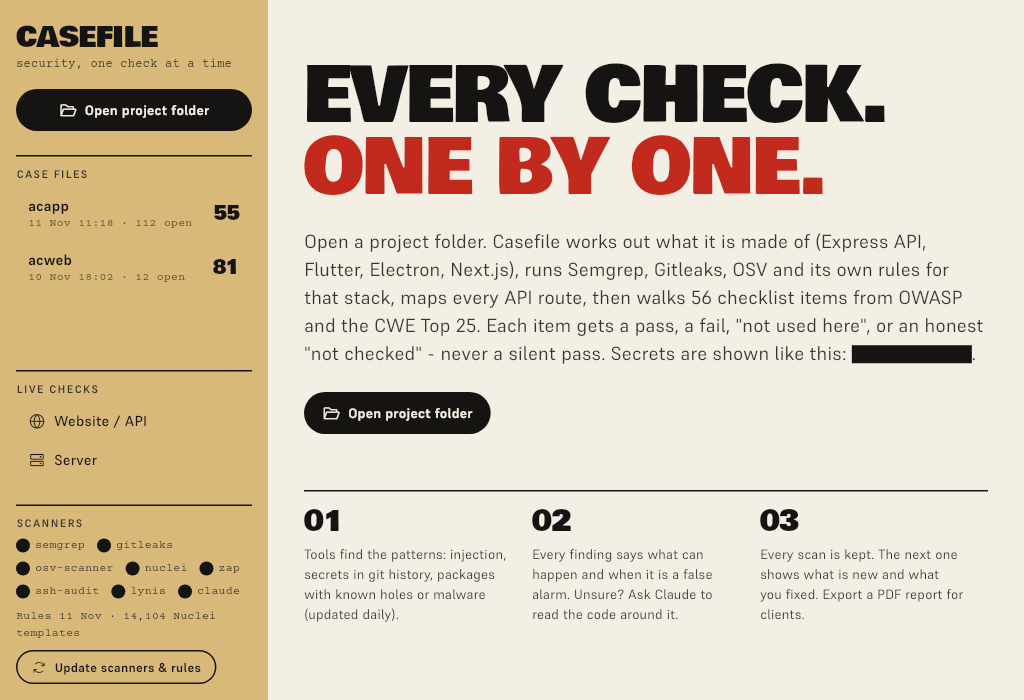 CASEFILE
security, one check at a time
Open project folder
CASE FILES
acapp
11 Nov 11:18 · 112 open
55
acweb
10 Nov 18:02 · 12 open
81
LIVE CHECKS
Website / API
Server
SCANNERS
semgrep gitleaks
osv-scanner nuclei zap
ssh-audit lynis claude
Rules 11 Nov · 14,104 Nuclei
templates
Update scanners & rules
EVERY CHECK.
ONE BY ONE.
Open a project folder. Casefile works out what it is made of (Express API,
Flutter, Electron, Next.js), runs Semgrep, Gitleaks, OSV and its own rules for
that stack, maps every API route, then walks 56 checklist items from OWASP
and the CWE Top 25. Each item gets a pass, a fail, "not used here", or an honest
"not checked" - never a silent pass. Secrets are shown like this: .
Open project folder
01
Tools find the patterns: injection,
secrets in git history, packages
with known holes or malware
(updated daily).
02
Every finding says what can
happen and when it is a false
alarm. Unsure? Ask Claude to
read the code around it.
03
Every scan is kept. The next one
shows what is new and what
you fixed. Export a PDF report for
clients.